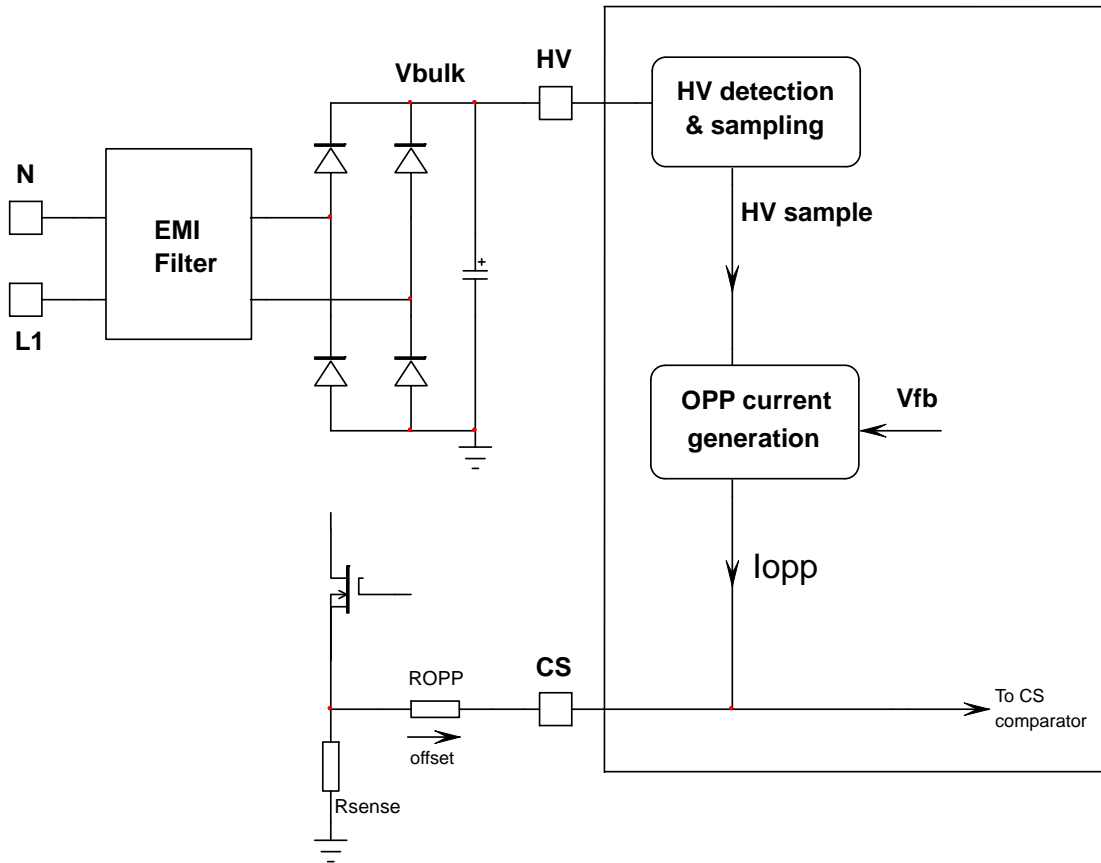 HV
Vbulk
HV detection
& sampling
N
EMI
Filter
HV sample
+
L1
OPP current
generation
Vfb
Iopp
CS
ROPP
To CS
comparator
offset
Rsense